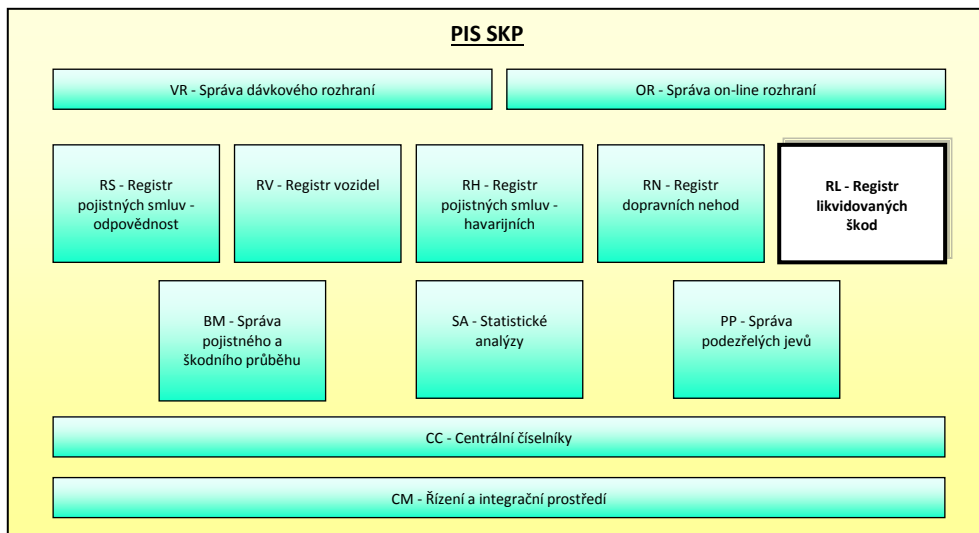 PIS SKP
VR - Správa dávkového rozhraní
OR - Správa on-line rozhraní
RS - Registr
pojistných smluv -
odpovědnost
RV - Registr vozidel
RH - Registr
pojistných smluv -
havarijních
RN - Registr
dopravních nehod
RL - Registr
likvidovaných
škod
BM - Správa
pojistného a
škodního průběhu
SA - Statistické
analýzy
PP - Správa
podezřelých jevů
CC - Centrální číselníky
CM - Řízení a integrační prostředí